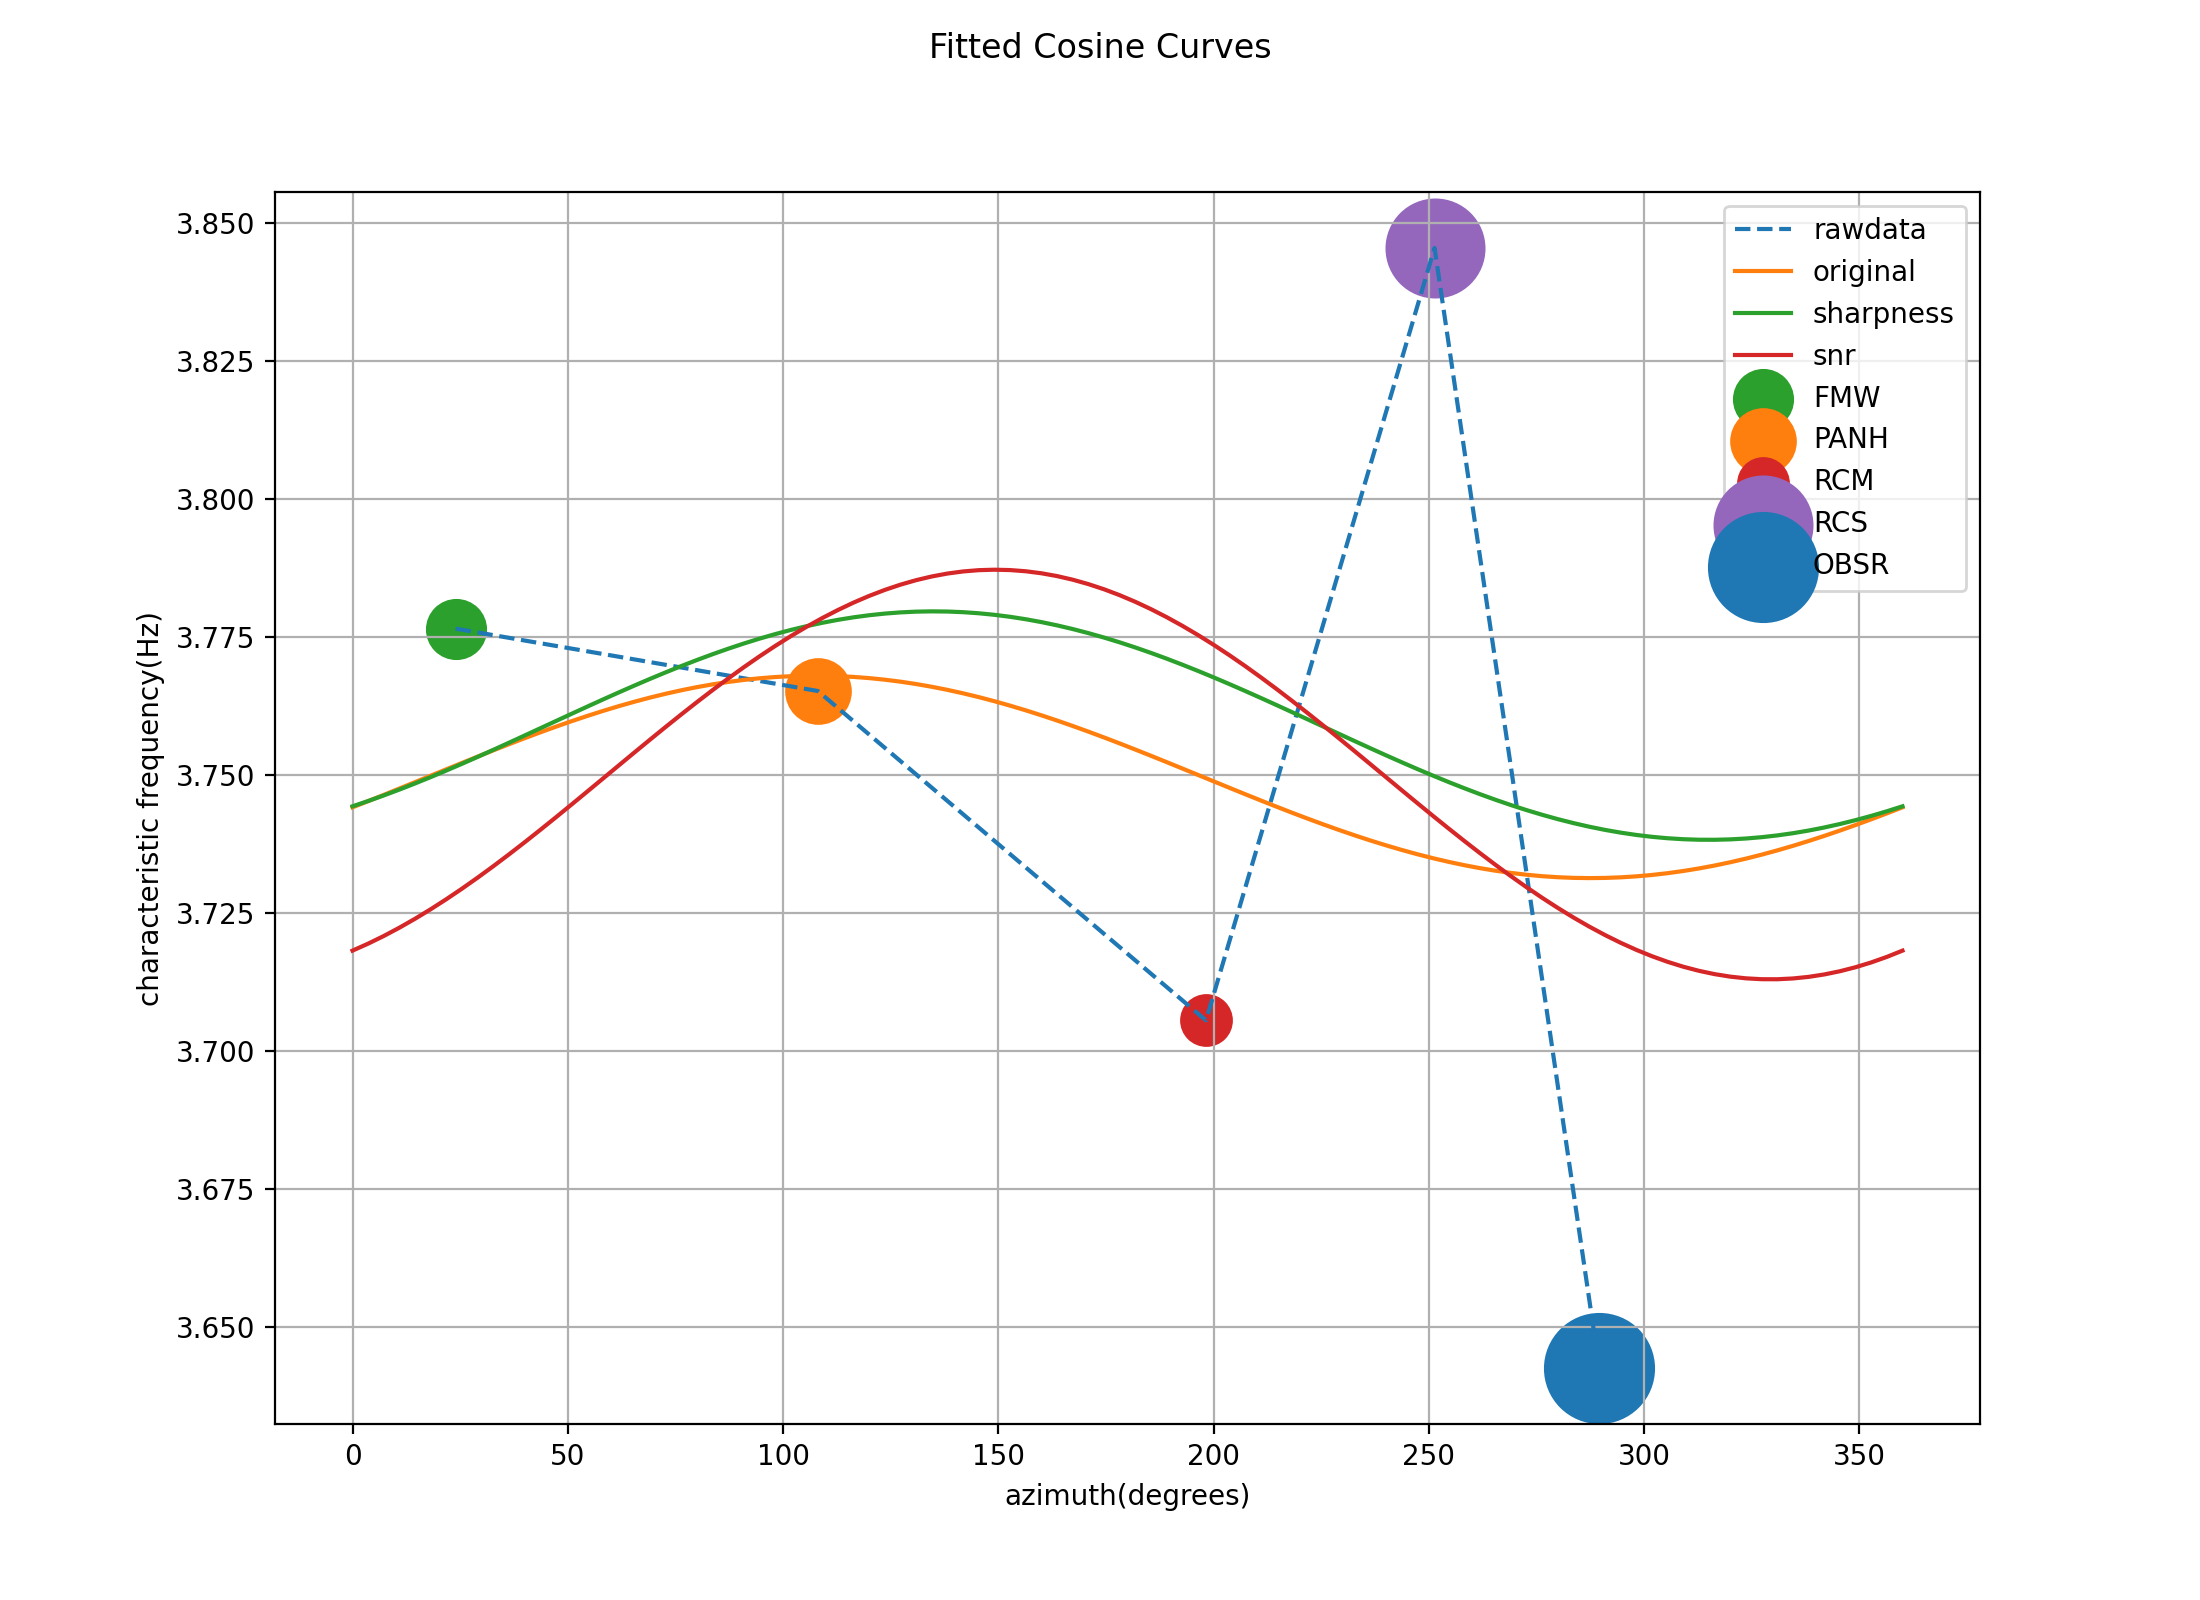 Fitted Cosine Curves
3.850
3.825
3.800
3.775
3.750
3.725
3.700
3.675
3.650
characteristic frequency(Hz)
rawdata
original
sharpness
snr
FMW
PANH
RCM
RCS
OBSR
0 50 100 150 200 250 300 350
azimuth(degrees)